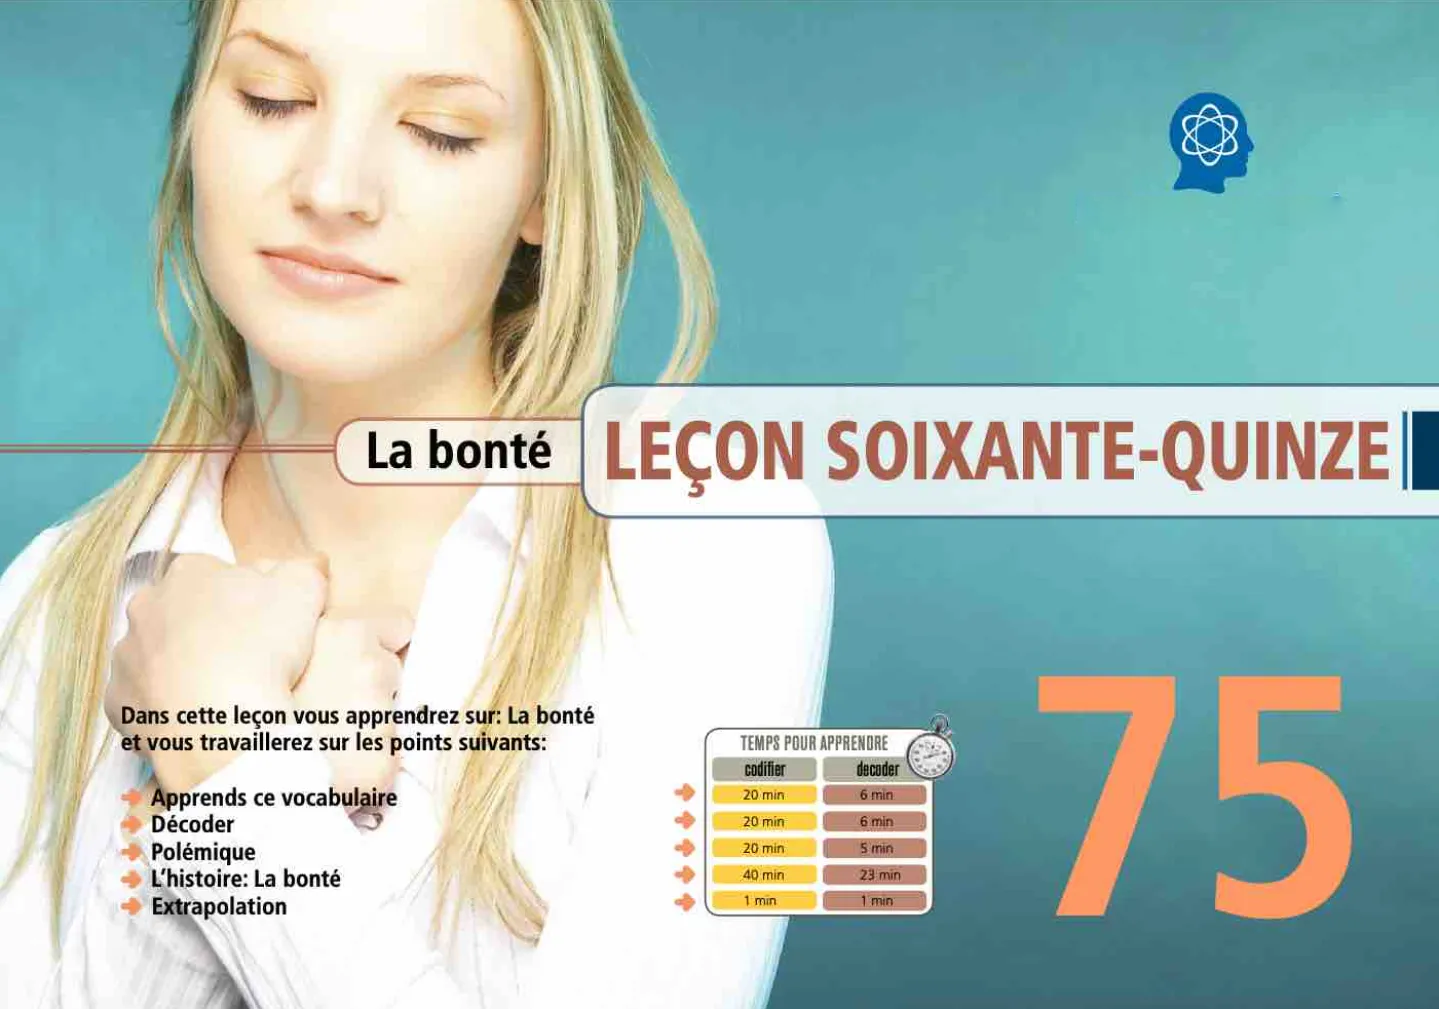 La bonté
LEÇON SOIXANTE-QUINZE
Dans cette leçon vous apprendrez sur: La bonté
et vous travaillerez sur les points suivants:
Apprends ce vocabulaire
Décoder
Polémique
L'histoire: La bonté
Extrapolation
TEMPS POUR APPRENDRE
codifier decoder
20 min 6 min
20 min 6 min
20 min 5 min
40 min 23 min
1 min 1 min
75